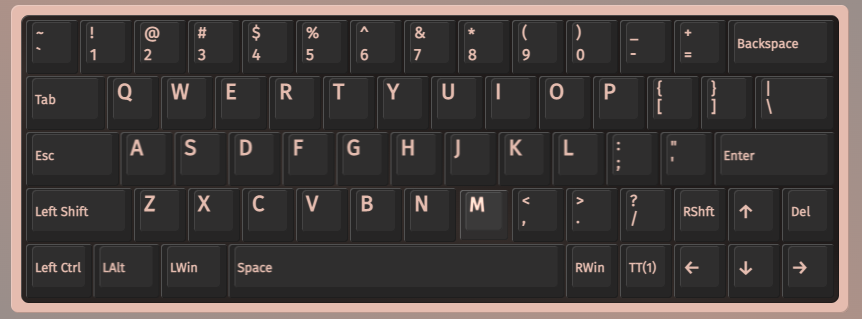 ~ ! @ # $ % ^ & * ( ) _ +
` 1 2 3 4 5 6 7 8 9 0 - = Backspace
Tab Q W E R T Y U I O P { } |
[ ] \
Esc A S D F G H J K L : " Enter
; '
Left Shift Z X C V B N M < > ? RShft ↑ Del
, . /
Left Ctrl LAlt LWin Space RWin TT(1) ← ↓ →